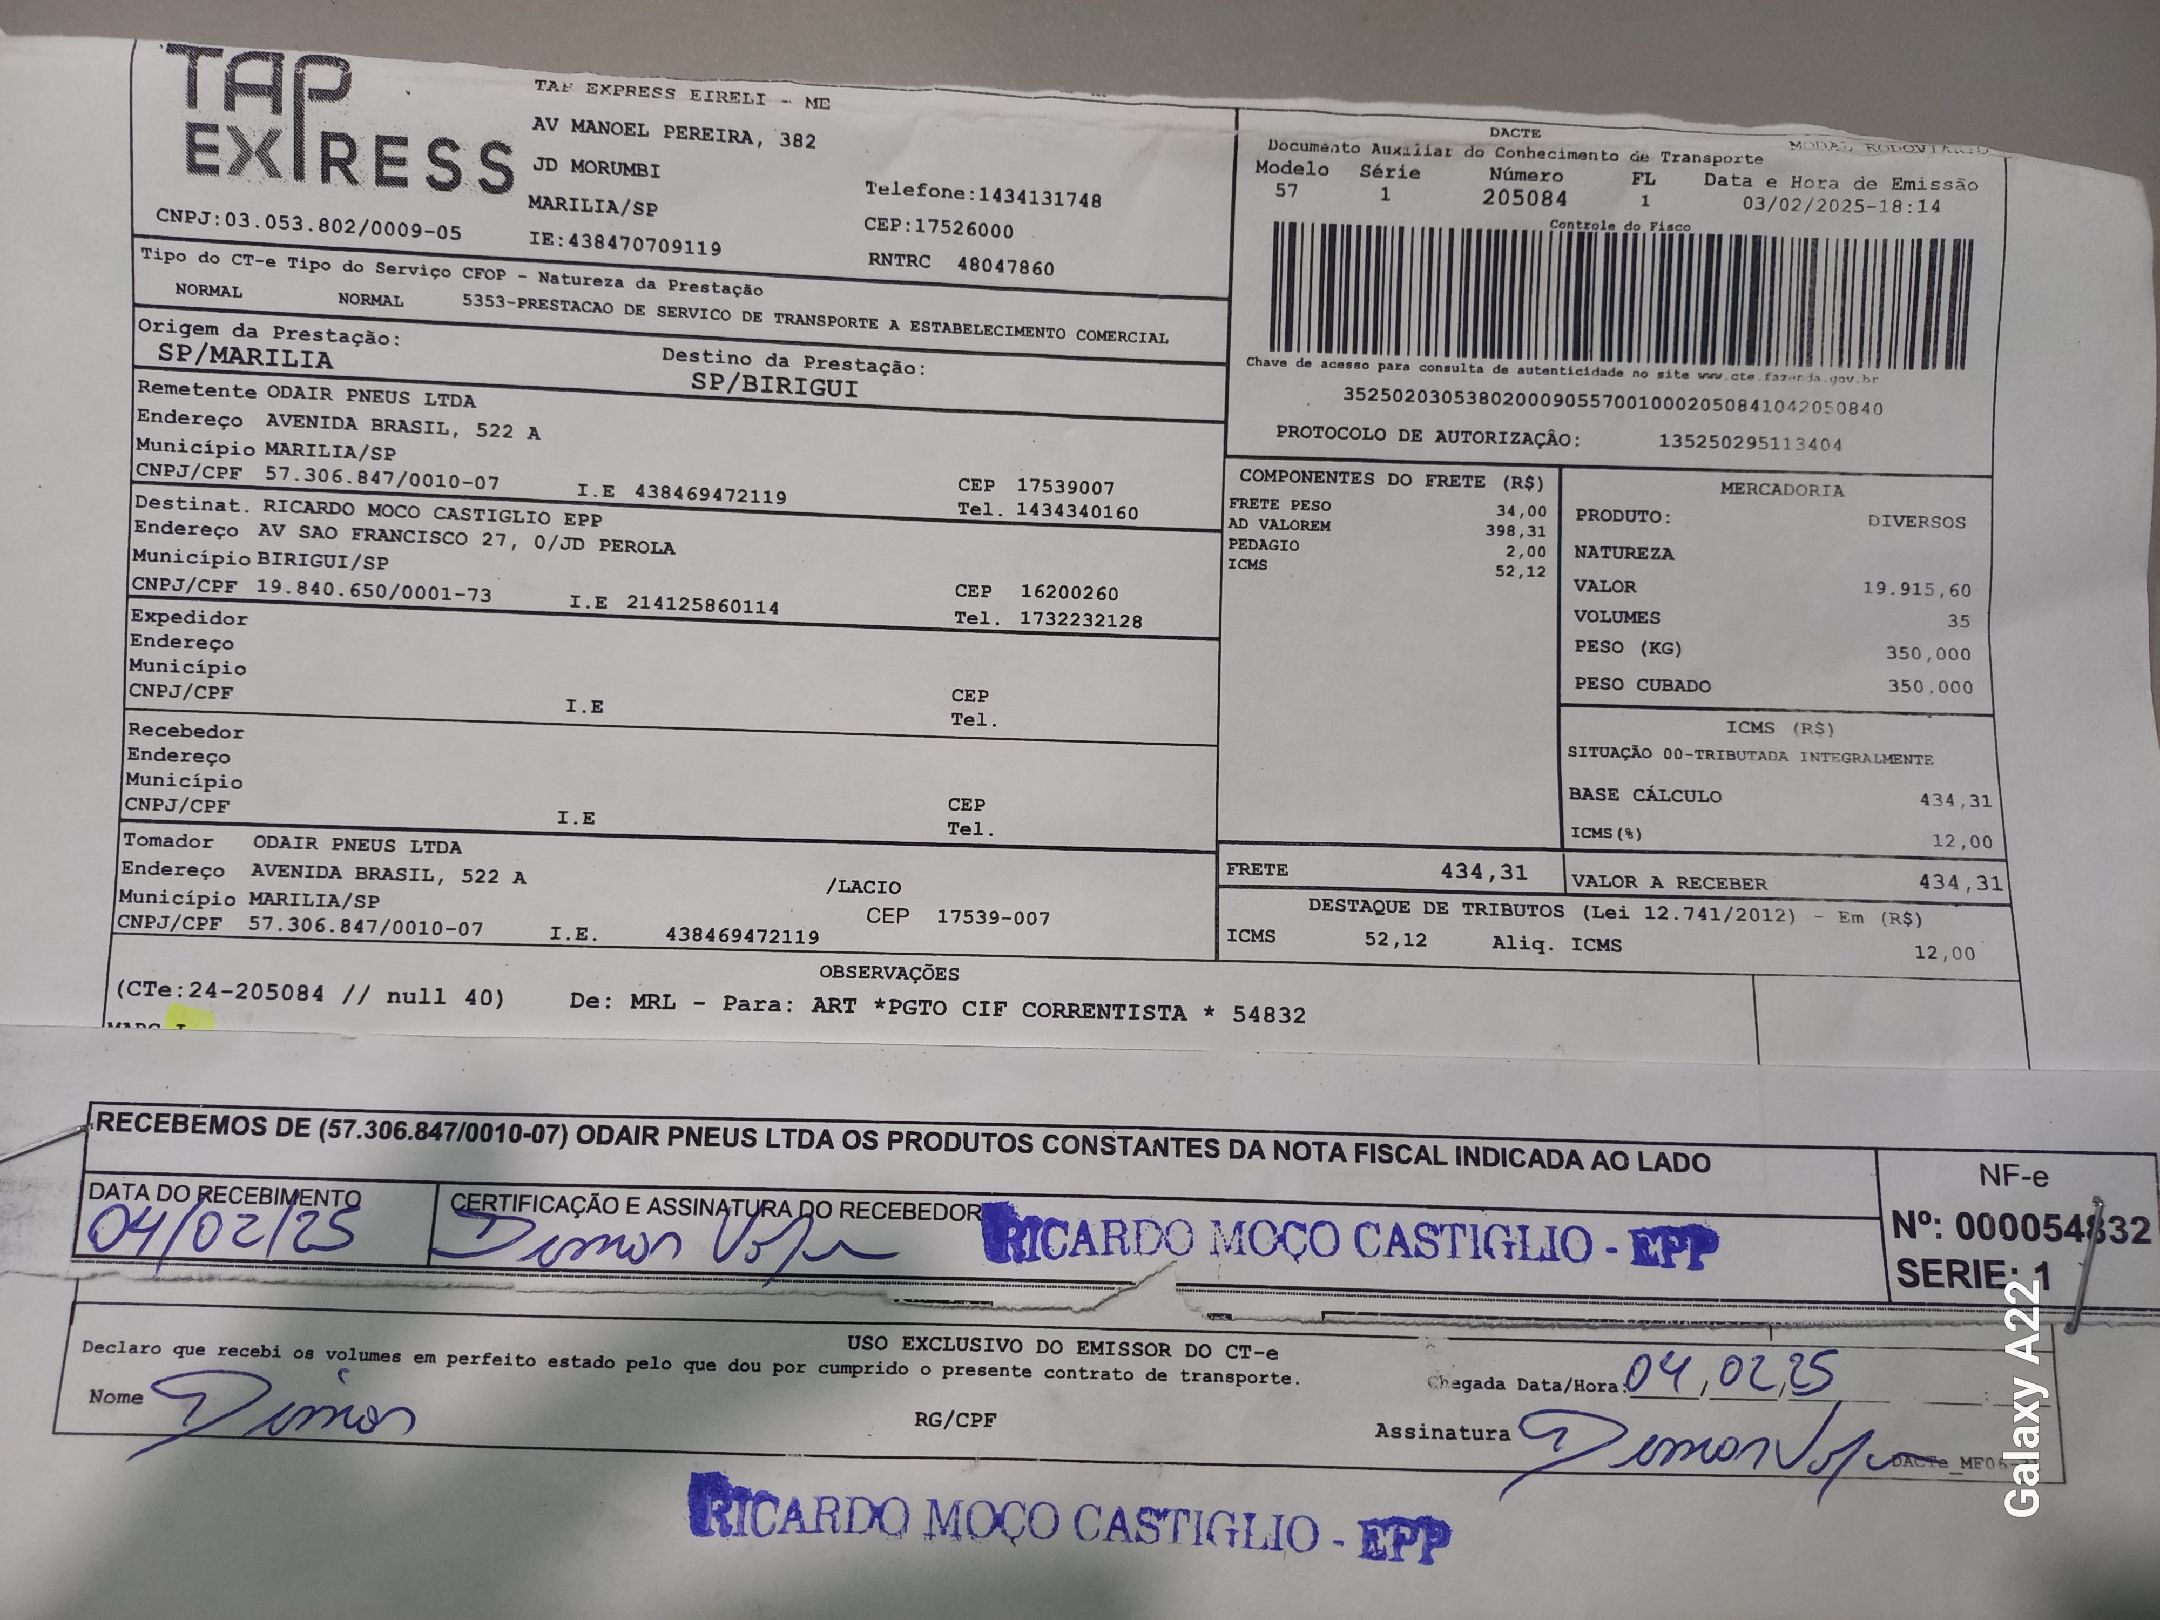 TAP EXPRESS
TAP EXPRESS EIRELI - ME
AV MANOEL PEREIRA, 382
JD MORUMBI
MARILIA/SP
Telefone:1434131748
CEP:17526000
CNPJ:03.053.802/0009-05
IE:438470709119
RNTRC 48047860
DACTE
MODAL RODOVIARIO
Documento Auxiliar do Conhecimento de Transporte
Modelo Série Número FL Data e Hora de Emissão
57 1 205084 1 03/02/2025-18:14
Controle do Fisco
Chave de acesso para consulta de autenticidade no site www.cte.fazenda.gov.br
35250203053802000905570010002050841042050840
PROTOCOLO DE AUTORIZAÇÃO: 135250295113404
Tipo do CT-e Tipo do Serviço CFOP - Natureza da Prestação
NORMAL NORMAL 5353-PRESTACAO DE SERVICO DE TRANSPORTE A ESTABELECIMENTO COMERCIAL
Origem da Prestação:
SP/MARILIA
Destino da Prestação:
SP/BIRIGUI
Remetente ODAIR PNEUS LTDA
Endereço AVENIDA BRASIL, 522 A
Município MARILIA/SP
CEP 17539007
CNPJ/CPF 57.306.847/0010-07 I.E 438469472119 Tel. 1434340160
Destinat. RICARDO MOCO CASTIGLIO EPP
Endereço AV SAO FRANCISCO 27, 0/JD PEROLA
Município BIRIGUI/SP
CEP 16200260
CNPJ/CPF 19.840.650/0001-73 I.E 214125860114 Tel. 1732232128
Expedidor
Endereço
Município
CNPJ/CPF I.E CEP
Tel.
Recebedor
Endereço
Município
CNPJ/CPF I.E CEP
Tel.
Tomador ODAIR PNEUS LTDA
Endereço AVENIDA BRASIL, 522 A /LACIO
Município MARILIA/SP CEP 17539-007
CNPJ/CPF 57.306.847/0010-07 I.E. 438469472119
COMPONENTES DO FRETE (R$)
FRETE PESO 34,00
AD VALOREM 398,31
PEDAGIO 2,00
ICMS 52,12
MERCADORIA
PRODUTO: DIVERSOS
NATUREZA
VALOR 19.915,60
VOLUMES 35
PESO (KG) 350,000
PESO CUBADO 350,000
ICMS (R$)
SITUAÇÃO 00-TRIBUTADA INTEGRALMENTE
BASE CÁLCULO 434,31
ICMS(%) 12,00
FRETE 434,31
VALOR A RECEBER 434,31
DESTAQUE DE TRIBUTOS (Lei 12.741/2012) - Em (R$)
ICMS 52,12 Aliq. ICMS 12,00
OBSERVAÇÕES
(CTe:24-205084 // null 40) De: MRL - Para: ART *PGTO CIF CORRENTISTA * 54832
RECEBEMOS DE (57.306.847/0010-07) ODAIR PNEUS LTDA OS PRODUTOS CONSTANTES DA NOTA FISCAL INDICADA AO LADO
NF-e
Nº: 000054832
SERIE: 1
DATA DO RECEBIMENTO
04/02/25
CERTIFICAÇÃO E ASSINATURA DO RECEBEDOR
RICARDO MOÇO CASTIGLIO - EPP
USO EXCLUSIVO DO EMISSOR DO CT-e
Declaro que recebi os volumes em perfeito estado pelo que dou por cumprido o presente contrato de transporte.
Chegada Data/Hora: 04,02,25
Nome
RG/CPF
Assinatura
RICARDO MOÇO CASTIGLIO - EPP
Galaxy A22